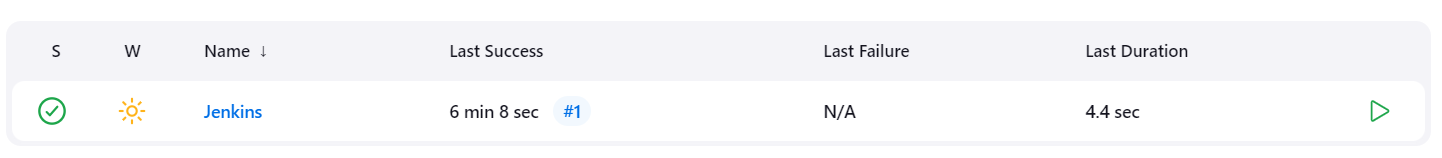 S W Name ↓ Last Success Last Failure Last Duration
Jenkins 6 min 8 sec #1 N/A 4.4 sec